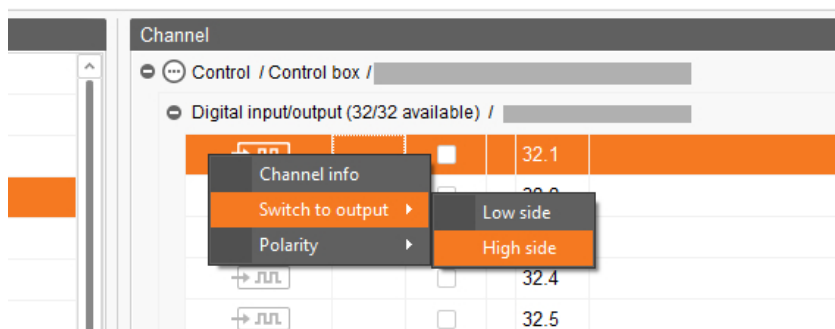 Channel
Control / Control box /
Digital input/output (32/32 available) /
32.1
Channel info
Switch to output
Low side
Polarity
High side
32.4
32.5